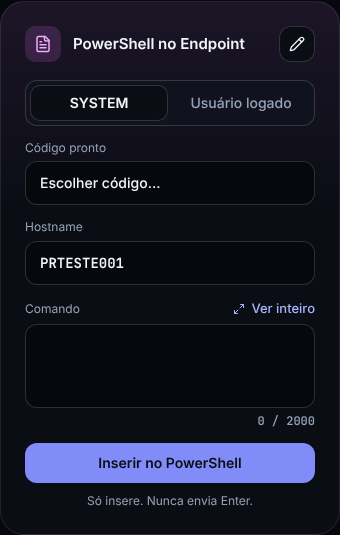 PowerShell no Endpoint
SYSTEM
Usuário logado
Código pronto
Escolher código...
Hostname
PRTESTE001
Comando
Ver inteiro
0 / 2000
Inserir no PowerShell
Só insere. Nunca envia Enter.